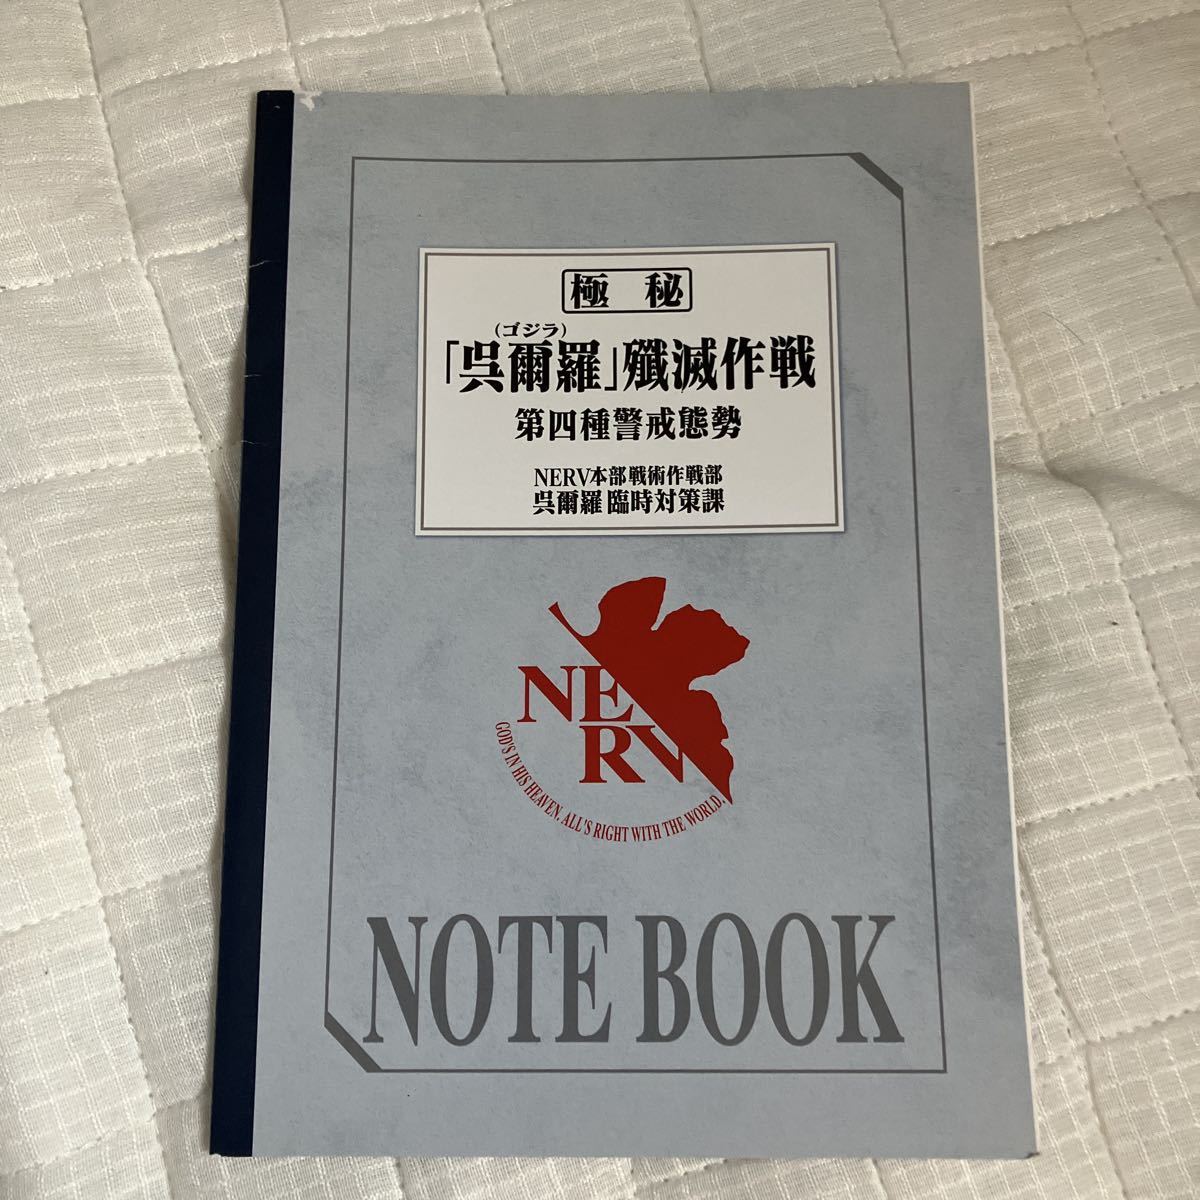 極 秘
(ゴジラ)
「呉爾羅」殲滅作戦
第四種警戒態勢
NERV本部戦術作戦部
呉爾羅臨時対策課
NERV
GOD'S IN HIS HEAVEN. ALL'S RIGHT WITH THE WORLD.
NOTE BOOK